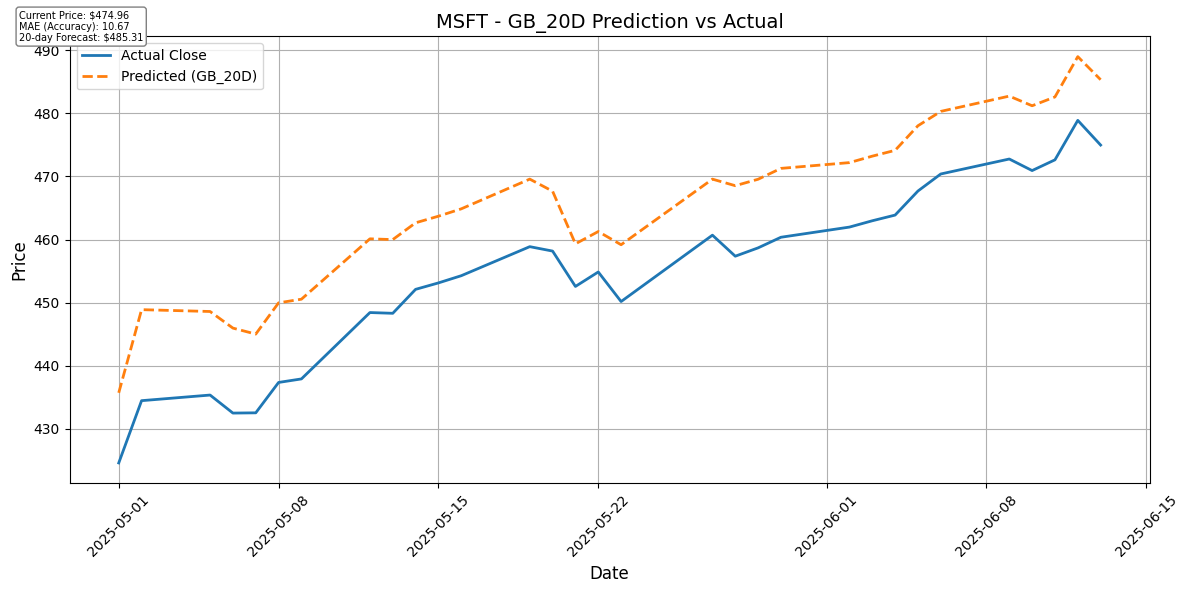 MSFT - GB_20D Prediction vs Actual
Current Price: $474.96
MAE (Accuracy): 10.67
20-day Forecast: $485.31
Actual Close
Predicted (GB_20D)
Price
490
480
470
460
450
440
430
2025-05-01
2025-05-08
2025-05-15
2025-05-22
2025-06-01
2025-06-08
2025-06-15
Date